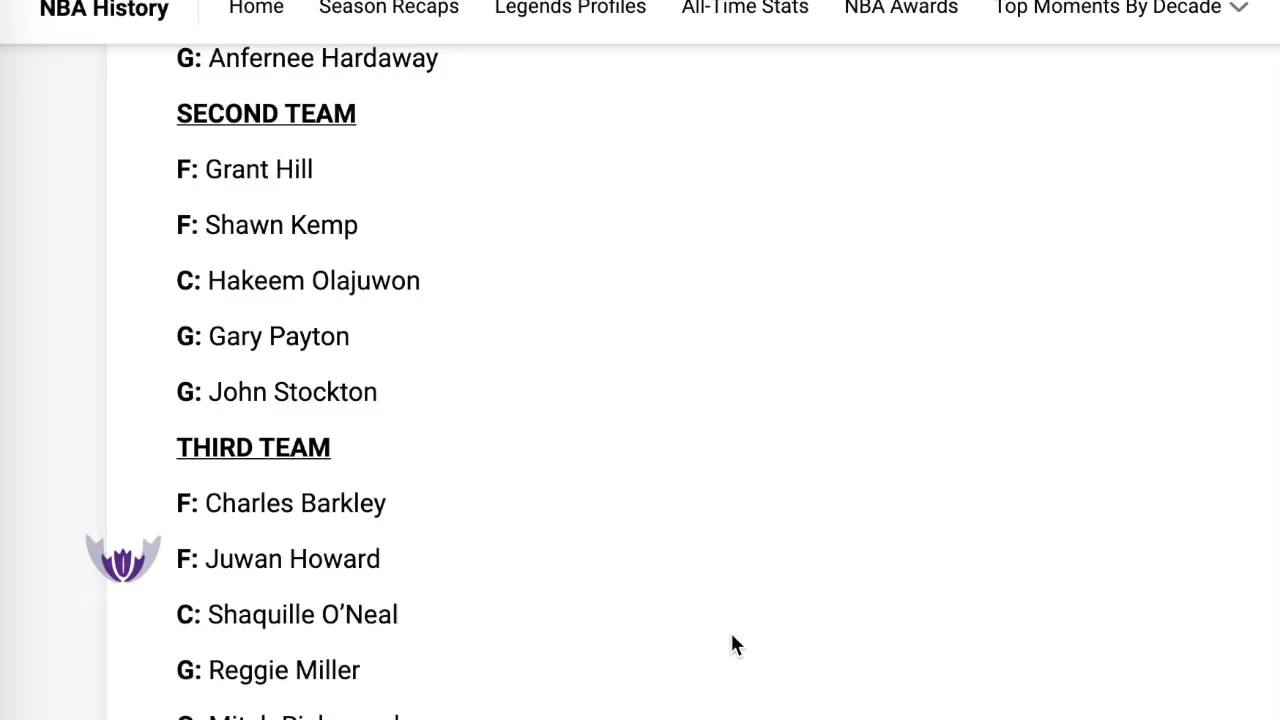 NBA History Home Season Recaps Legends Profiles All-Time Stats NBA Awards Top Moments By Decade
G: Anfernee Hardaway
SECOND TEAM
F: Grant Hill
F: Shawn Kemp
C: Hakeem Olajuwon
G: Gary Payton
G: John Stockton
THIRD TEAM
F: Charles Barkley
F: Juwan Howard
C: Shaquille O’Neal
G: Reggie Miller